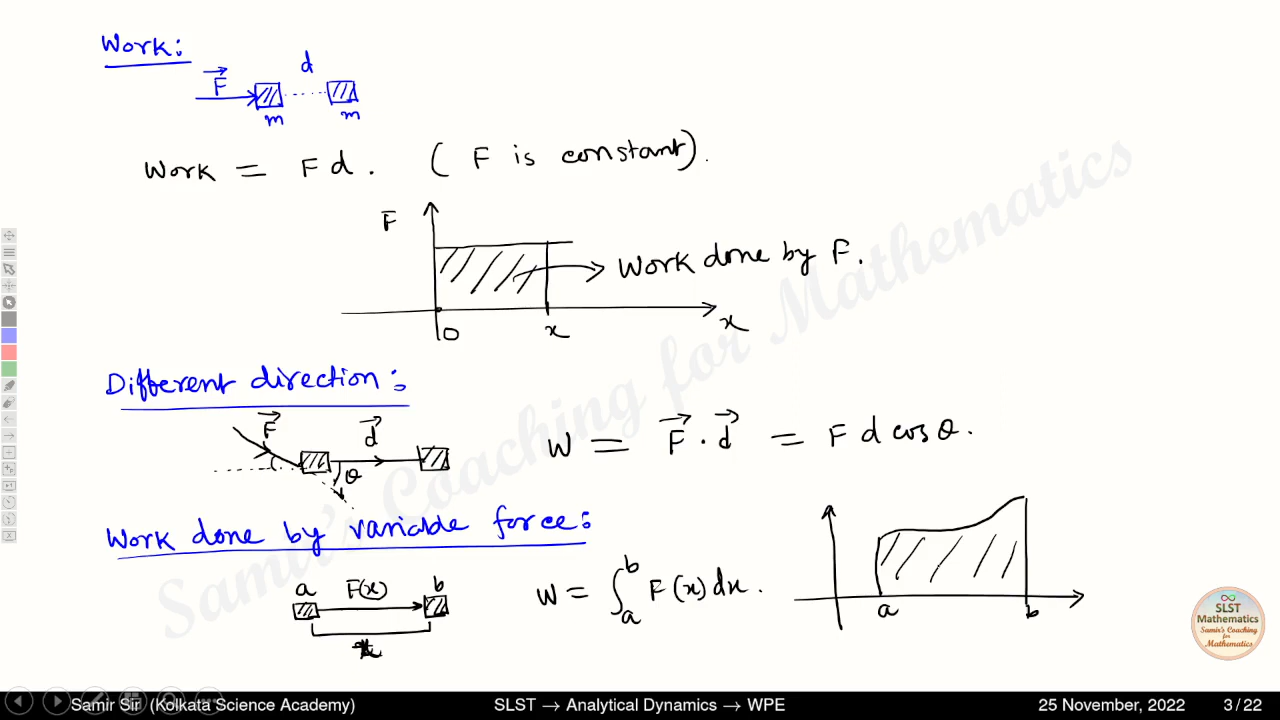 Work:
F d
m m
Work = F d. (F is constant).
F
Work done by F.
0 x x
Different direction:
F d
θ
W = F · d = F d cos θ.
Work done by variable force:
a F(x) b
W = ∫ₐᵇ F(x) dx.
a b
x
Samir's Coaching for Mathematics
SLST
Mathematics
Samir's Coaching
for
Mathematics
Samir Sir (Kolkata Science Academy) SLST → Analytical Dynamics → WPE 25 November, 2022 3 / 22